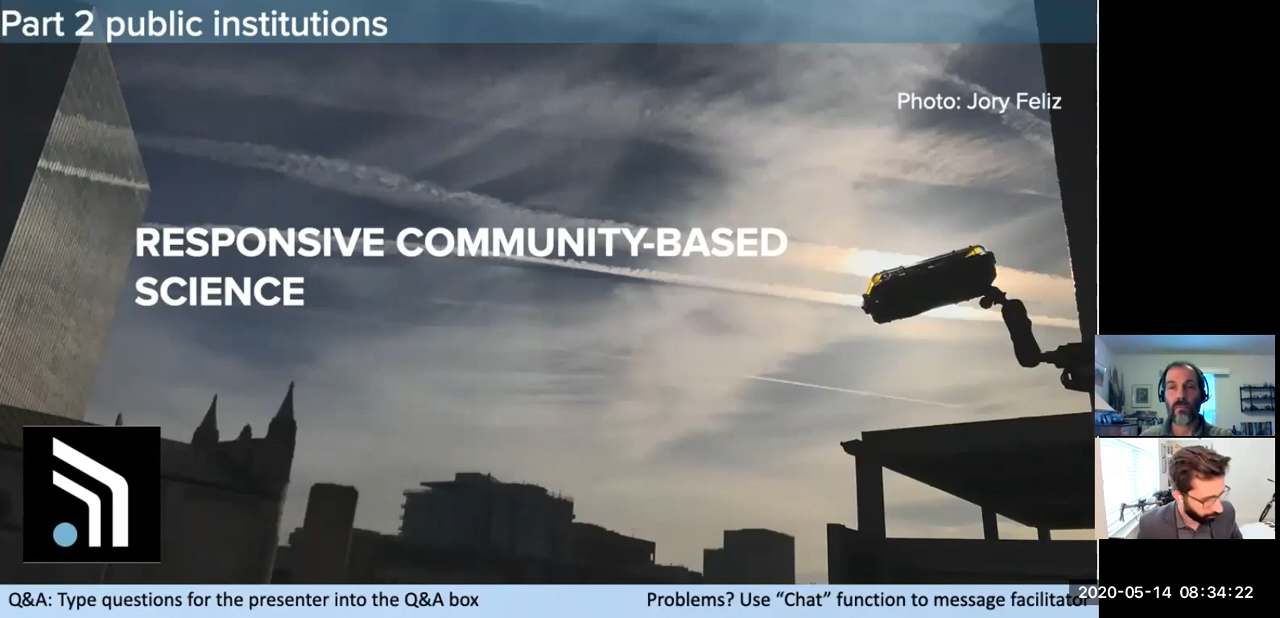 Part 2 public institutions
Photo: Jory Feliz
RESPONSIVE COMMUNITY-BASED
SCIENCE
Q&A: Type questions for the presenter into the Q&A box
Problems? Use “Chat” function to message facilitator
2020-05-14 08:34:22